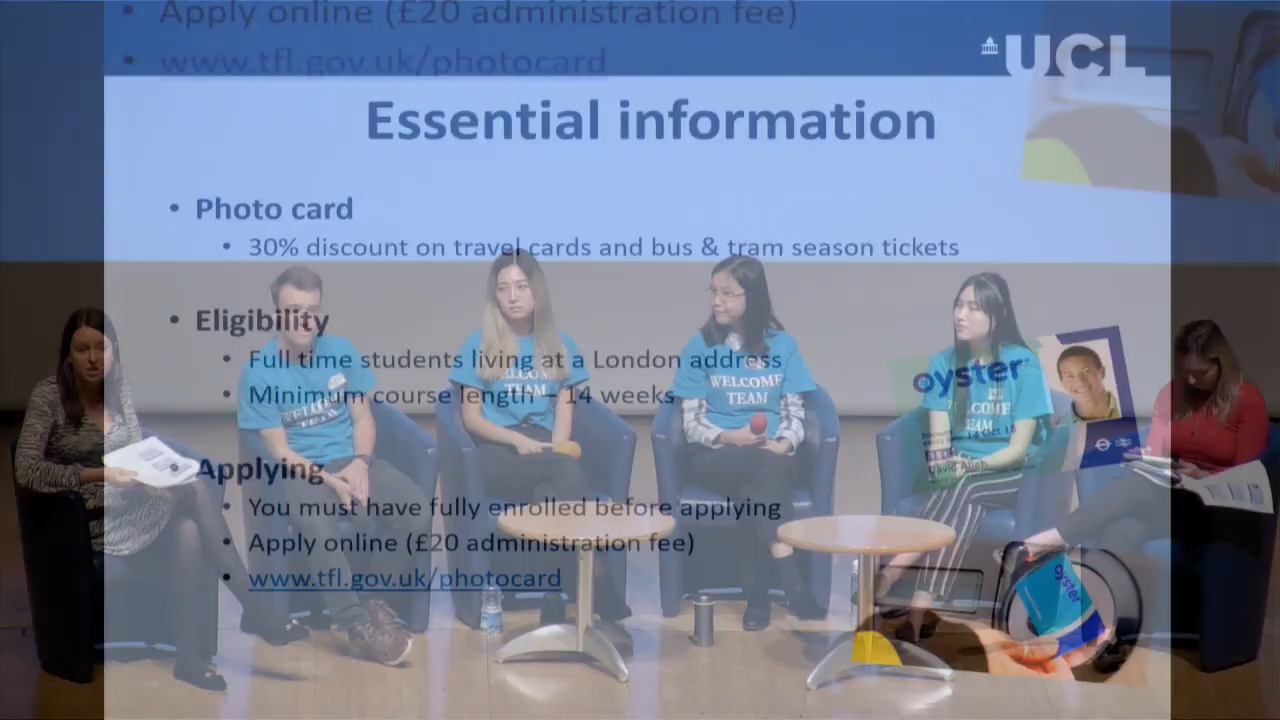 • Apply online (£20 administration fee)
• www.tfl.gov.uk/photocard
UCL
Essential information
• Photo card
• 30% discount on travel cards and bus & tram season tickets
• Eligibility
• Full time students living at a London address
• Minimum course length – 14 weeks
Applying
• You must have fully enrolled before applying
• Apply online (£20 administration fee)
• www.tfl.gov.uk/photocard
WELCOME
TEAM
WELCOME
TEAM
oyster
David Allen
oyster